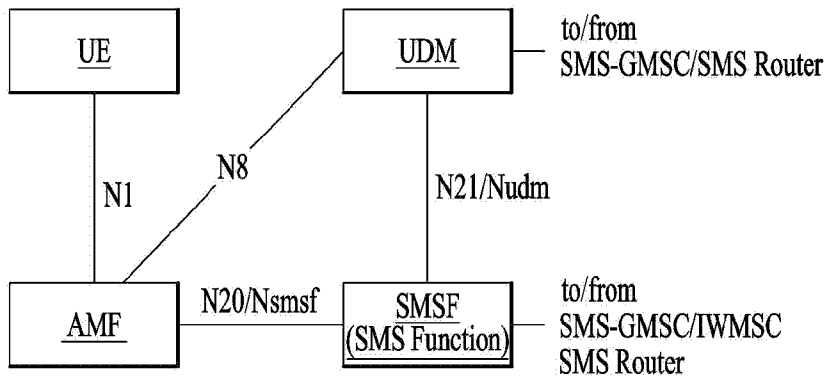 UE
UDM
to/from
SMS-GMSC/SMS Router
N8
N1
N21/Nudm
AMF
N20/Nsmsf
SMSF
(SMS Function)
to/from
SMS-GMSC/IWMSC
SMS Router